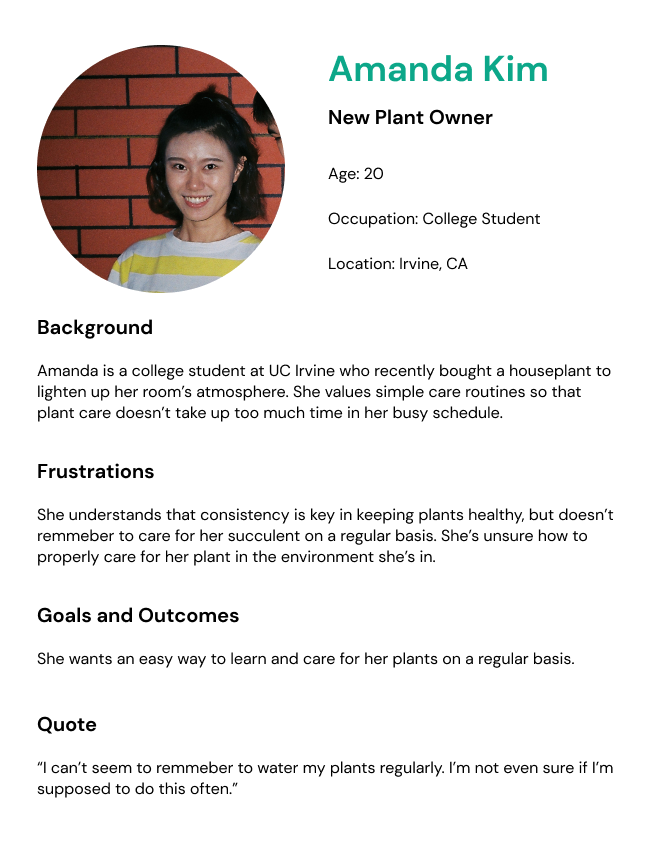 Amanda Kim
New Plant Owner
Age: 20
Occupation: College Student
Location: Irvine, CA
Background
Amanda is a college student at UC Irvine who recently bought a houseplant to
lighten up her room’s atmosphere. She values simple care routines so that
plant care doesn’t take up too much time in her busy schedule.
Frustrations
She understands that consistency is key in keeping plants healthy, but doesn’t
remmeber to care for her succulent on a regular basis. She’s unsure how to
properly care for her plant in the environment she’s in.
Goals and Outcomes
She wants an easy way to learn and care for her plants on a regular basis.
Quote
“I can’t seem to remmeber to water my plants regularly. I’m not even sure if I’m
supposed to do this often.”